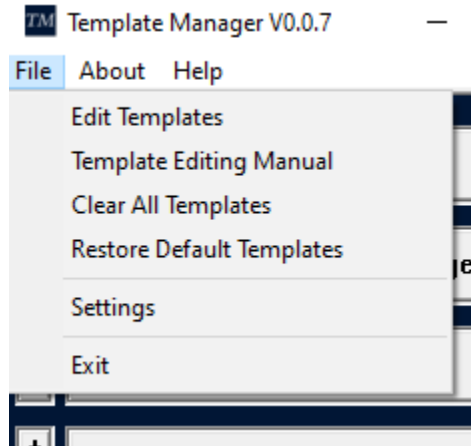 TM Template Manager V0.0.7
File About Help
Edit Templates
Template Editing Manual
Clear All Templates
Restore Default Templates
Settings
Exit